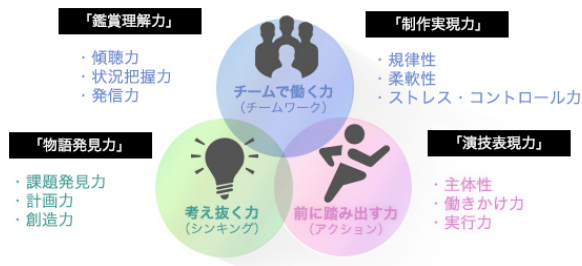 「鑑賞理解力」
・傾聴力
・状況把握力
・発信力
「制作実現力」
・規律性
・柔軟性
・ストレス・コントロール力
チームで働く力
（チームワーク）
「物語発見力」
・課題発見力
・計画力
・創造力
考え抜く力
（シンキング）
前に踏み出す力
（アクション）
「演技表現力」
・主体性
・働きかけ力
・実行力